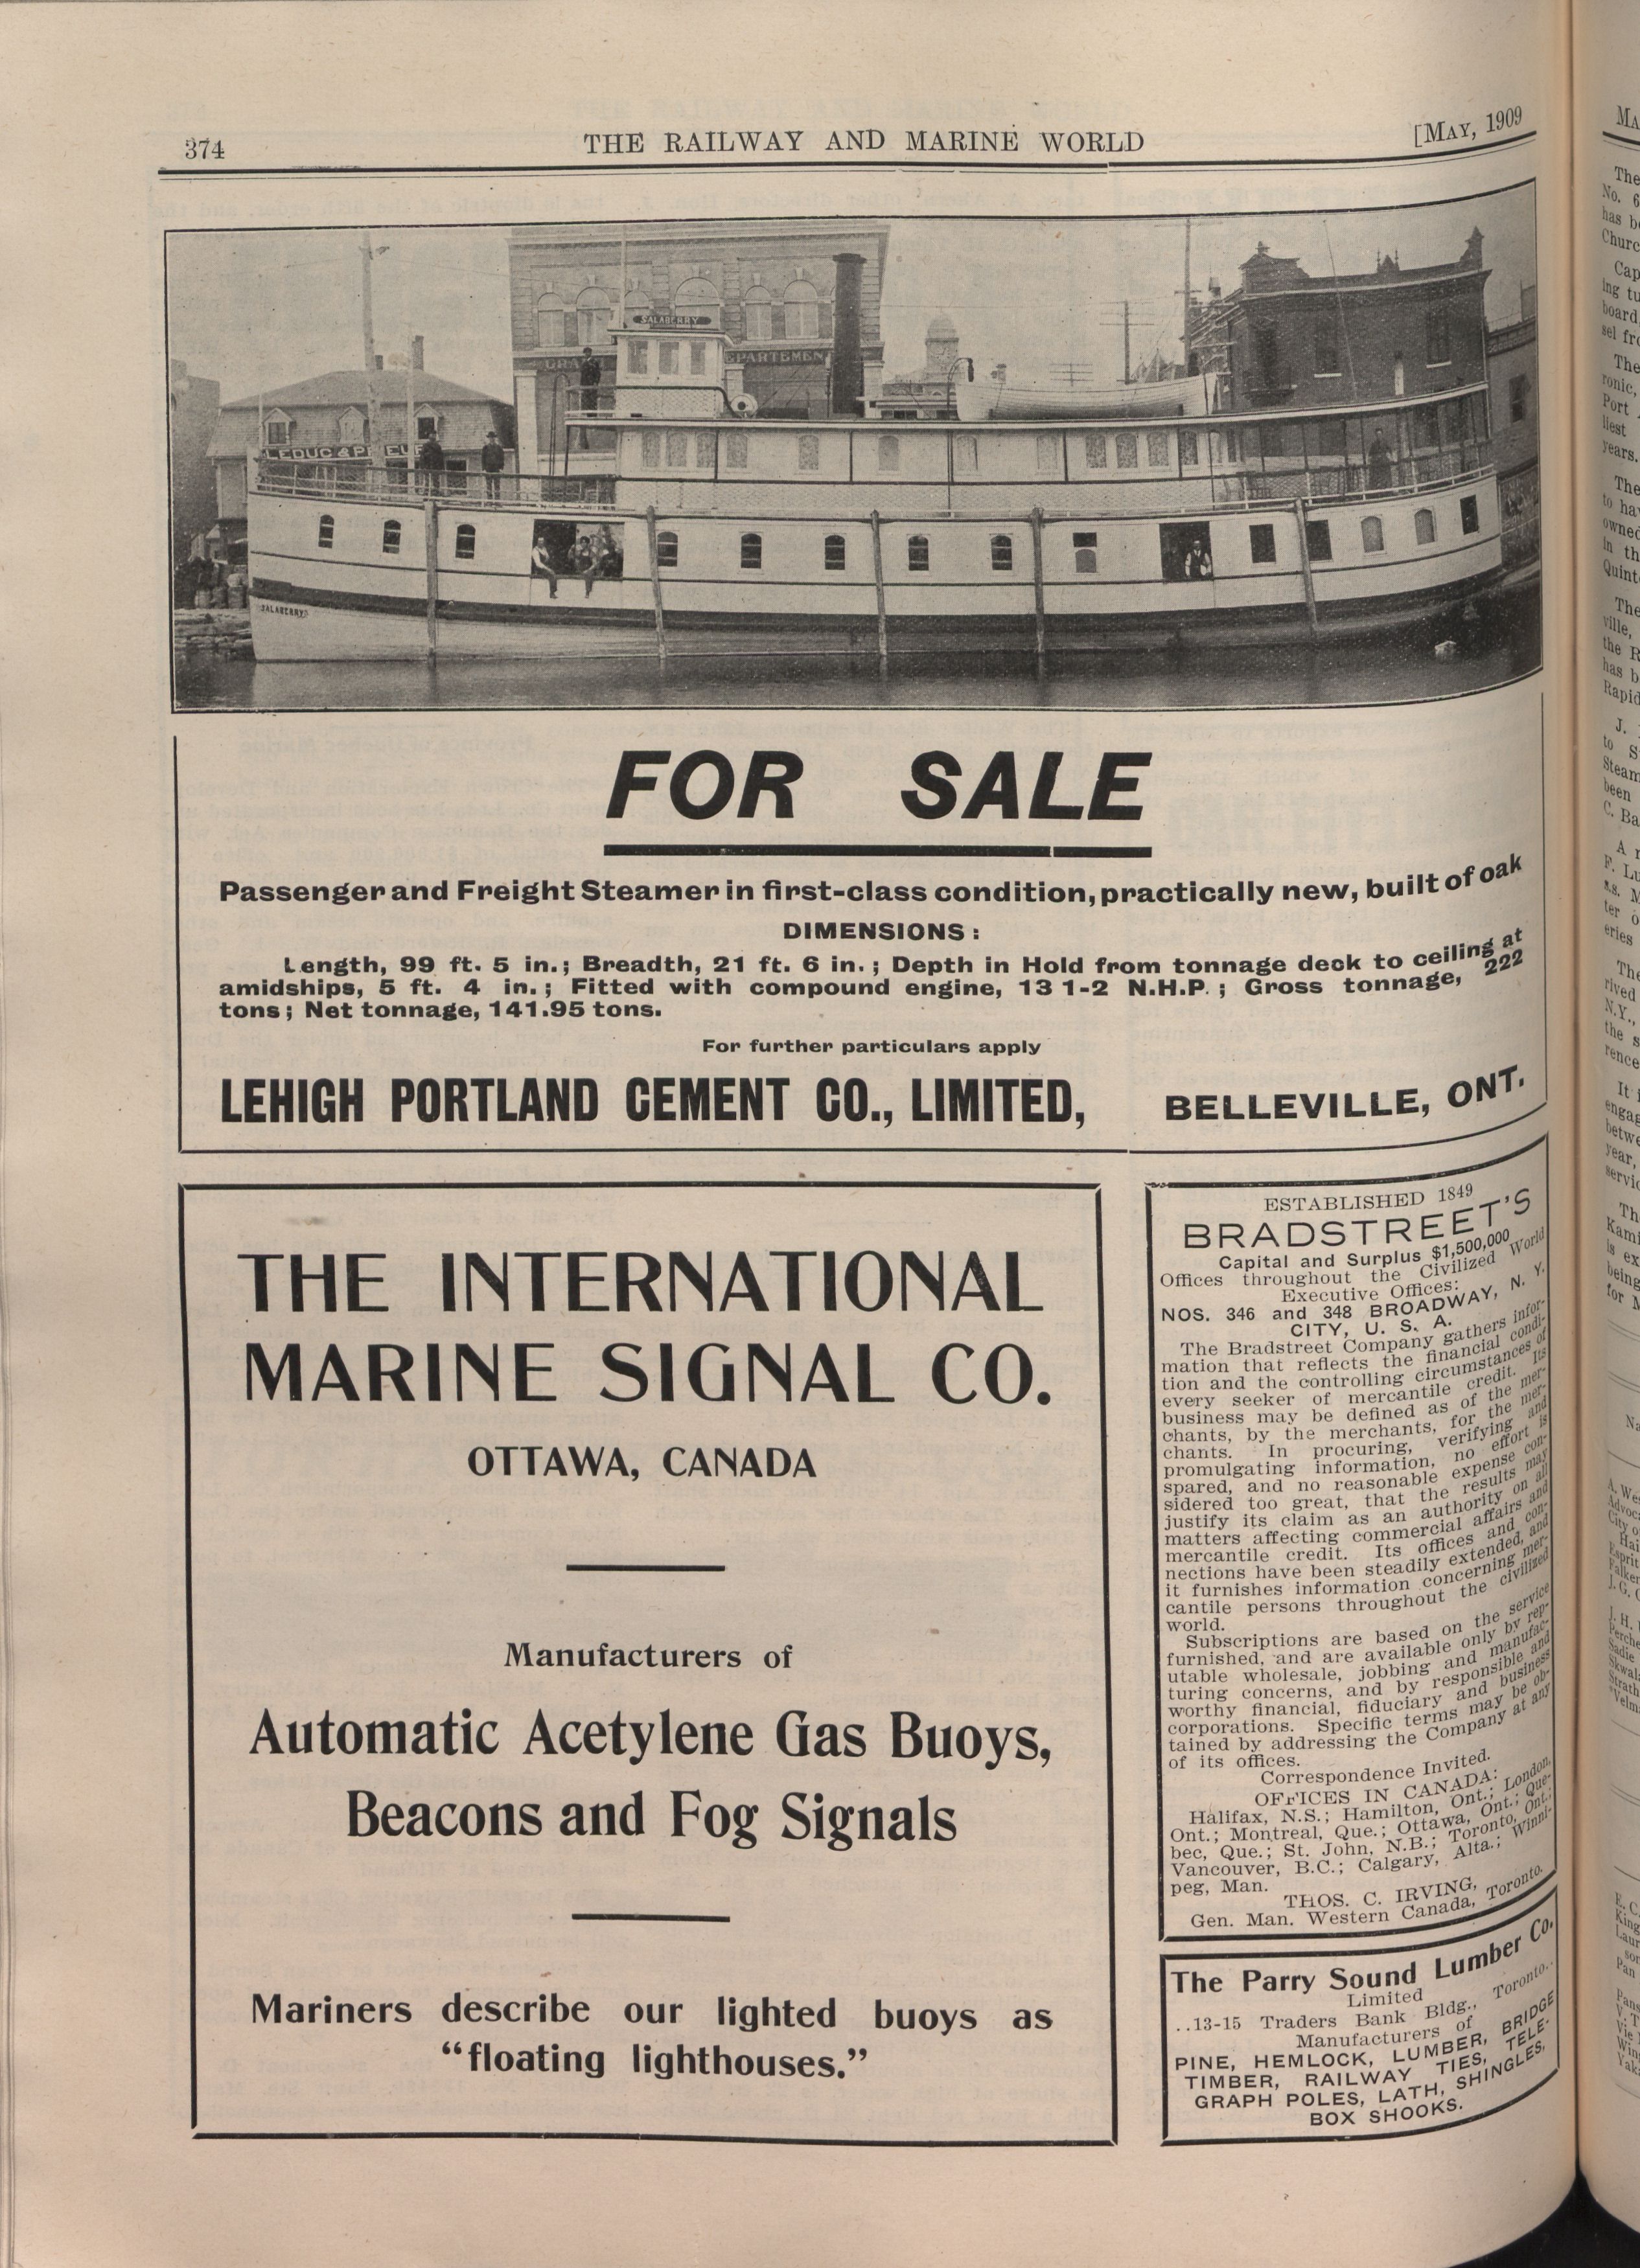 374
THE RAILWAY AND MARINE WORLD
[MAY, 1909
SALABERRY
EPARTEMEN
LEDUC & P
SALABERRY
FOR SALE
Passenger and Freight Steamer in first-class condition, practically new, built of oak
DIMENSIONS:
Length, 99 ft. 5 in.; Breadth, 21 ft. 6 in.; Depth in Hold from tonnage deck to ceiling at
amidships, 5 ft. 4 in.; Fitted with compound engine, 13 1-2 N.H.P.; Gross tonnage, 222
tons; Net tonnage, 141.95 tons.
For further particulars apply
LEHIGH PORTLAND CEMENT CO., LIMITED, BELLEVILLE, ONT.
THE INTERNATIONAL
MARINE SIGNAL CO.
OTTAWA, CANADA
Manufacturers of
Automatic Acetylene Gas Buoys,
Beacons and Fog Signals
Mariners describe our lighted buoys as
“floating lighthouses.”
ESTABLISHED 1849
BRADSTREET'S
Capital and Surplus $1,500,000
Offices throughout the Civilized World
Executive Offices:
NOS. 346 and 348 BROADWAY, N. Y.
CITY, U. S. A.
The Bradstreet Company gathers infor-
mation that reflects the financial condi-
tion and the controlling circumstances of
every seeker of mercantile credit. Its
business may be defined as of the mer-
chants, by the merchants, for the mer-
chants. In procuring, verifying and
promulgating information, no effort is
spared, and no reasonable expense con-
sidered too great, that the results may
justify its claim as an authority on all
matters affecting commercial affairs and
mercantile credit. Its offices and con-
nections have been steadily extended, and
it furnishes information concerning mer-
cantile persons throughout the civilized
world.
Subscriptions are based on the service
furnished, and are available only by rep-
utable wholesale, jobbing and manufac-
turing concerns, and by responsible and
worthy financial, fiduciary and business
corporations. Specific terms may be ob-
tained by addressing the Company at any
of its offices.
Correspondence Invited.
OFFICES IN CANADA:
Halifax, N.S.; Hamilton, Ont.; London,
Ont.; Montreal, Que.; Ottawa, Ont.; Que-
bec, Que.; St. John, N.B.; Toronto, Ont.;
Vancouver, B.C.; Calgary, Alta.; Winni-
peg, Man.
THOS. C. IRVING,
Gen. Man. Western Canada, Toronto.
The Parry Sound Lumber Co.
Limited
..13-15 Traders Bank Bldg., Toronto..
Manufacturers of
PINE, HEMLOCK, LUMBER, BRIDGE
TIMBER, RAILWAY TIES, TELE-
GRAPH POLES, LATH, SHINGLES,
BOX SHOOKS.